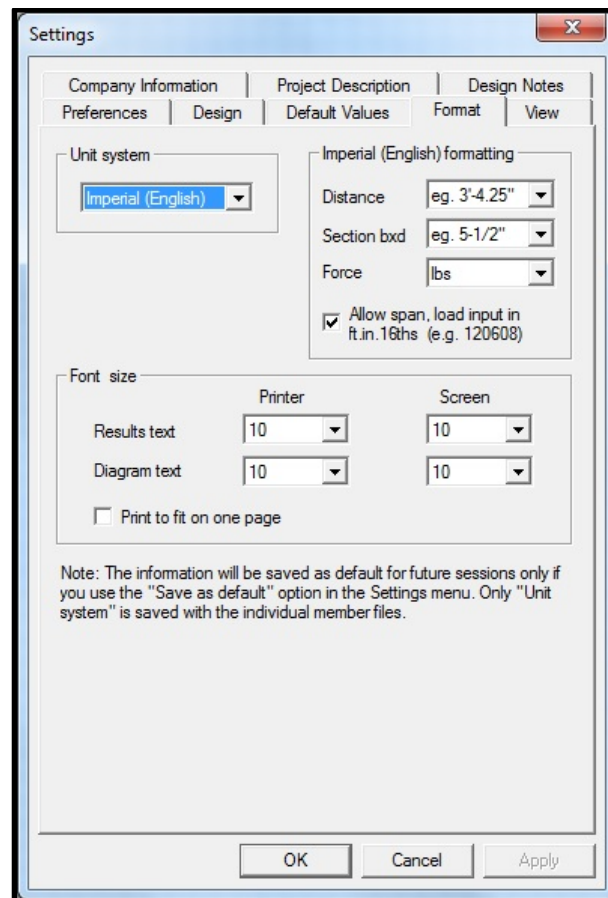 Settings
Company Information Project Description Design Notes
Preferences Design Default Values Format View
Unit system
Imperial (English)
Imperial (English) formatting
Distance eg. 3'-4.25"
Section bxd eg. 5-1/2"
Force lbs
Allow span, load input in
ft.in.16ths (e.g. 120608)
Font size
Printer Screen
Results text 10 10
Diagram text 10 10
Print to fit on one page
Note: The information will be saved as default for future sessions only if
you use the "Save as default" option in the Settings menu. Only "Unit
system" is saved with the individual member files.
OK Cancel Apply